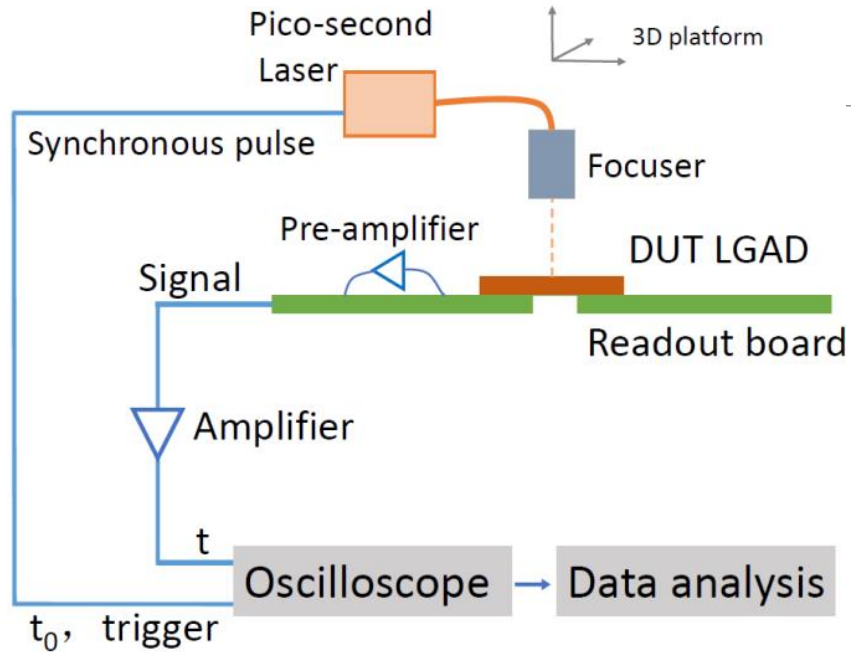 Pico-second
Laser
3D platform
Synchronous pulse
Focuser
Pre-amplifier
DUT LGAD
Signal
Readout board
Amplifier
t
Oscilloscope
Data analysis
t₀, trigger